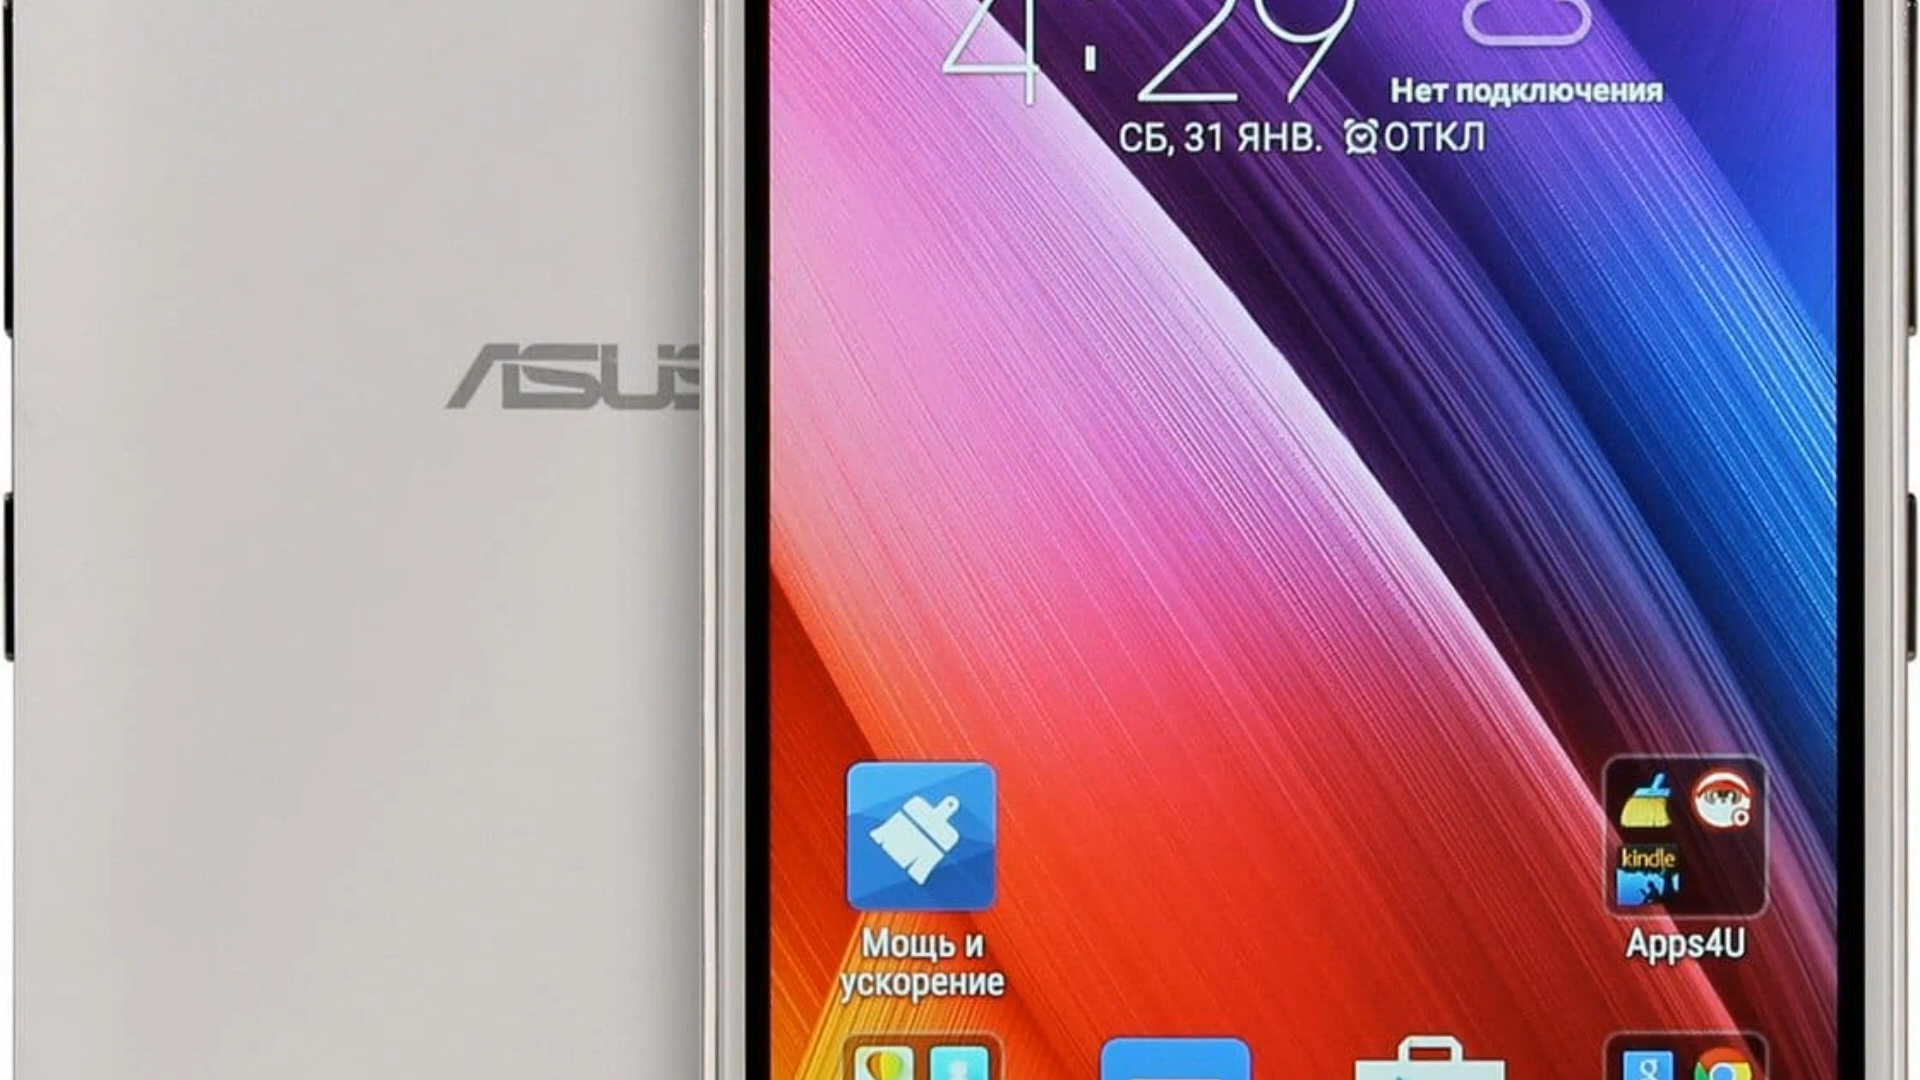 4:29
Нет подключения
СБ, 31 ЯНВ. ОТКЛ
ASUS
kindle
Мощь и
ускорение
Apps4U
g